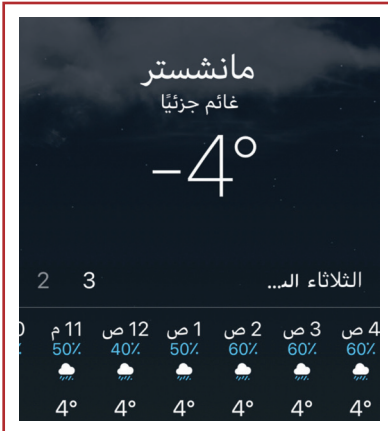 مانشستر
غائم جزئيًا
–4°
الثلاثاء الـ... 3 2
4 ص 3 ص 2 ص 1 ص 12 ص 11 م
60٪ 60٪ 60٪ 50٪ 40٪ 50٪
4° 4° 4° 4° 4° 4°